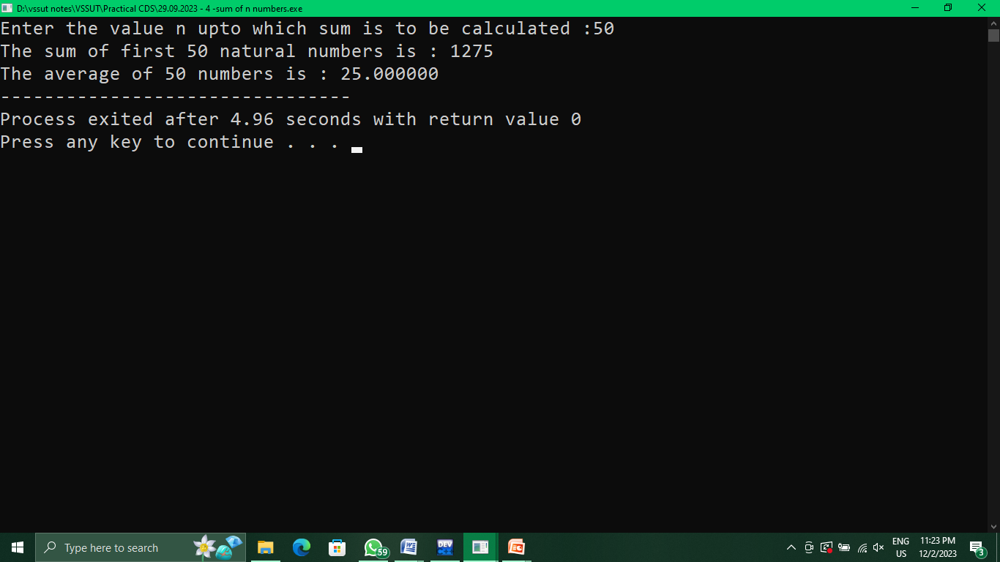 D:\vssut notes\VSSUT\Practical CDS\29.09.2023 - 4 -sum of n numbers.exe
Enter the value n upto which sum is to be calculated :50
The sum of first 50 natural numbers is : 1275
The average of 50 numbers is : 25.000000
--------------------------------
Process exited after 4.96 seconds with return value 0
Press any key to continue . . .
Type here to search
59
DEV
ENG
US
11:23 PM
12/2/2023
3